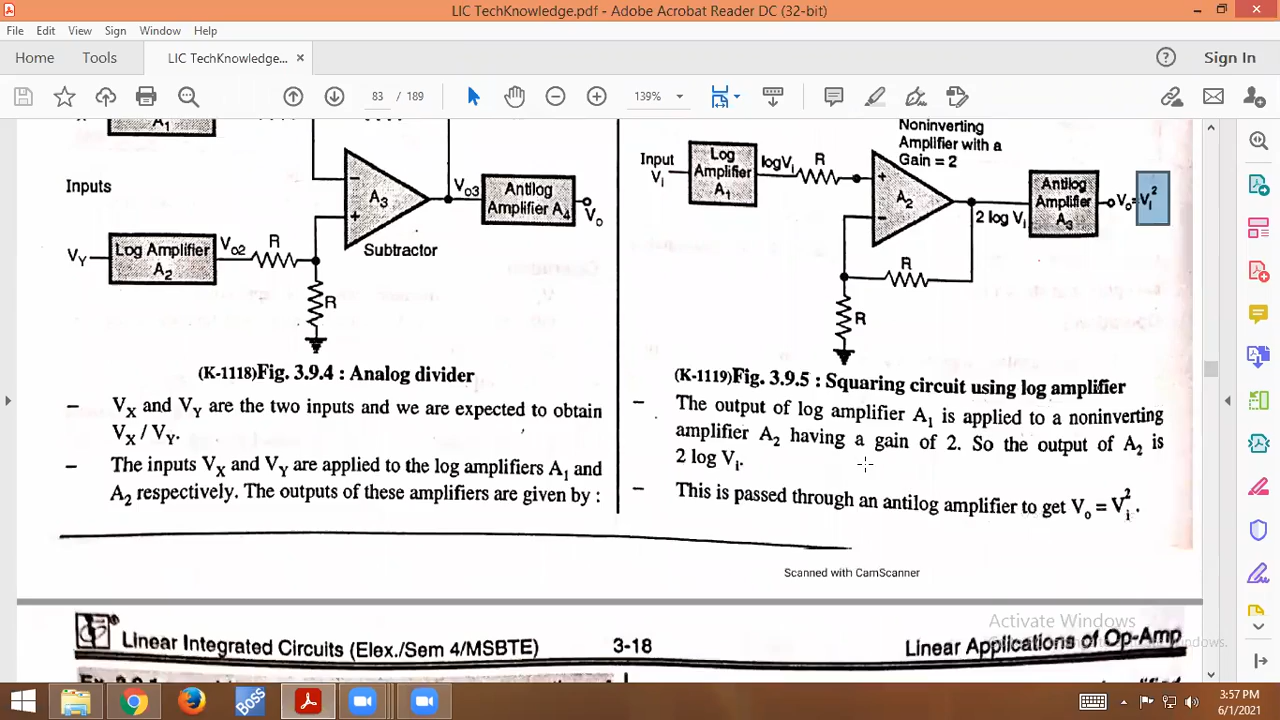 LIC TechKnowledge.pdf - Adobe Acrobat Reader DC (32-bit)
File Edit View Sign Window Help
Home Tools LIC TechKnowledge... × Sign In
83 / 189 139%
A1
Inputs
VY
Log Amplifier
A2
Vo2
R
R
A3
Vo3
Subtractor
Antilog
Amplifier A4
Vo
(K-1118)Fig. 3.9.4 : Analog divider
– VX and VY are the two inputs and we are expected to obtain
VX / VY.
– The inputs VX and VY are applied to the log amplifiers A1 and
A2 respectively. The outputs of these amplifiers are given by :
Noninverting
Amplifier with a
Gain = 2
Input
Vi
Log
Amplifier
A1
logVi
R
A2
2 log Vi
Antilog
Amplifier
A3
Vo=Vi²
R
R
(K-1119)Fig. 3.9.5 : Squaring circuit using log amplifier
– The output of log amplifier A1 is applied to a noninverting
amplifier A2 having a gain of 2. So the output of A2 is
2 log Vi.
– This is passed through an antilog amplifier to get Vo = Vi².
Scanned with CamScanner
Activate Windows
Linear Integrated Circuits (Elex./Sem 4/MSBTE) 3-18 Linear Applications of Op-Amp
BOSS
3:57 PM
6/1/2021